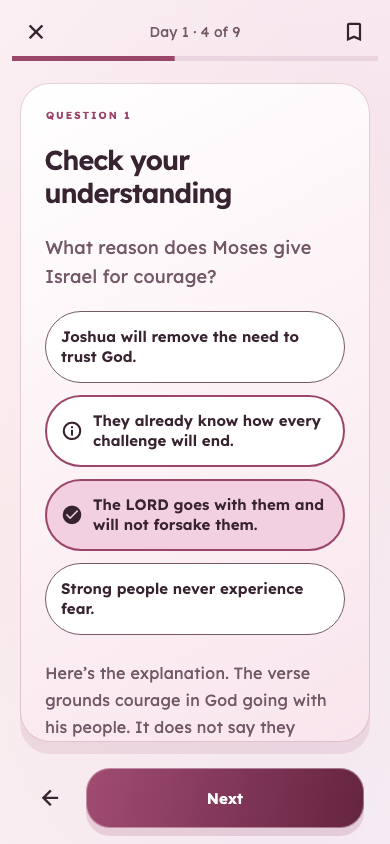 Day 1 · 4 of 9
QUESTION 1
Check your
understanding
What reason does Moses give
Israel for courage?
Joshua will remove the need to
trust God.
They already know how every
challenge will end.
The LORD goes with them and
will not forsake them.
Strong people never experience
fear.
Here’s the explanation. The verse
grounds courage in God going with
his people. It does not say they
Next